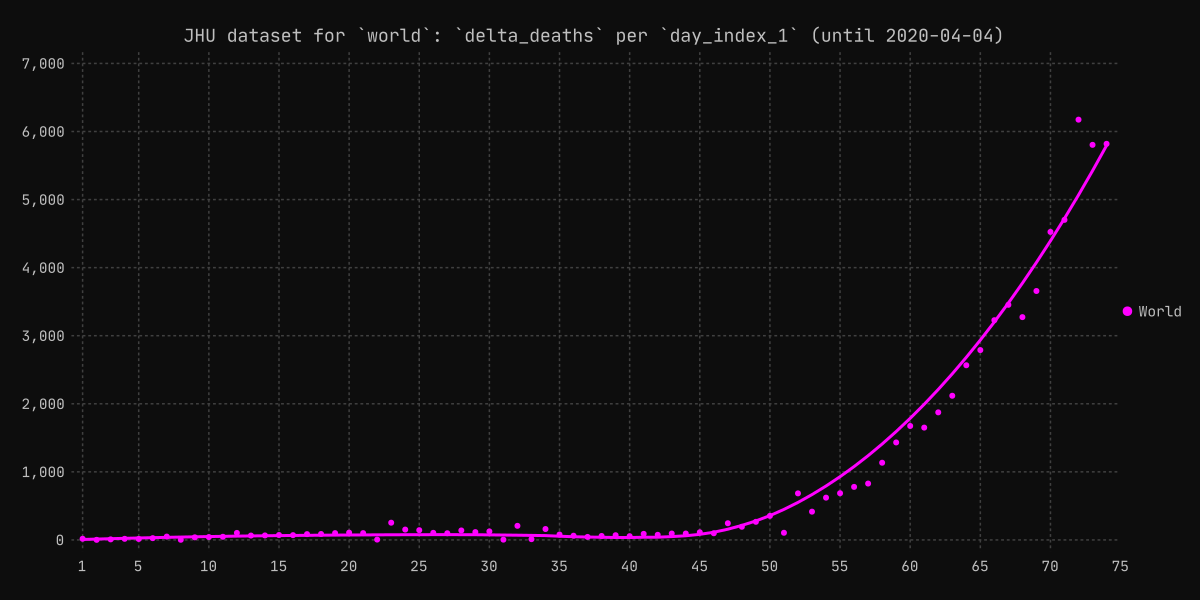 JHU dataset for `world`: `delta_deaths` per `day_index_1` (until 2020-04-04)
7,000
6,000
5,000
4,000
3,000
2,000
1,000
0
World
1 5 10 15 20 25 30 35 40 45 50 55 60 65 70 75